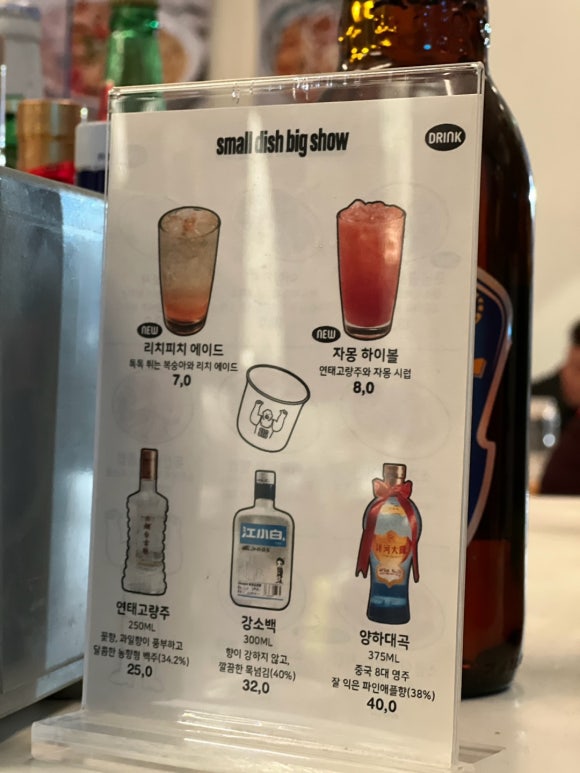 small dish big show
DRINK
NEW
리치피치 에이드
톡톡 튀는 복숭아와 리치 에이드
7,0
NEW
자몽 하이볼
연태고량주와 자몽 시럽
8,0
연태고량주
250ML
꽃향, 과일향이 풍부하고
달콤한 농향형 백주(34.2%)
25,0
江小白
강소백
300ML
향이 강하지 않고,
깔끔한 목넘김(40%)
32,0
洋河大曲
양하대곡
375ML
중국 8대 명주
잘 익은 파인애플향(38%)
40,0